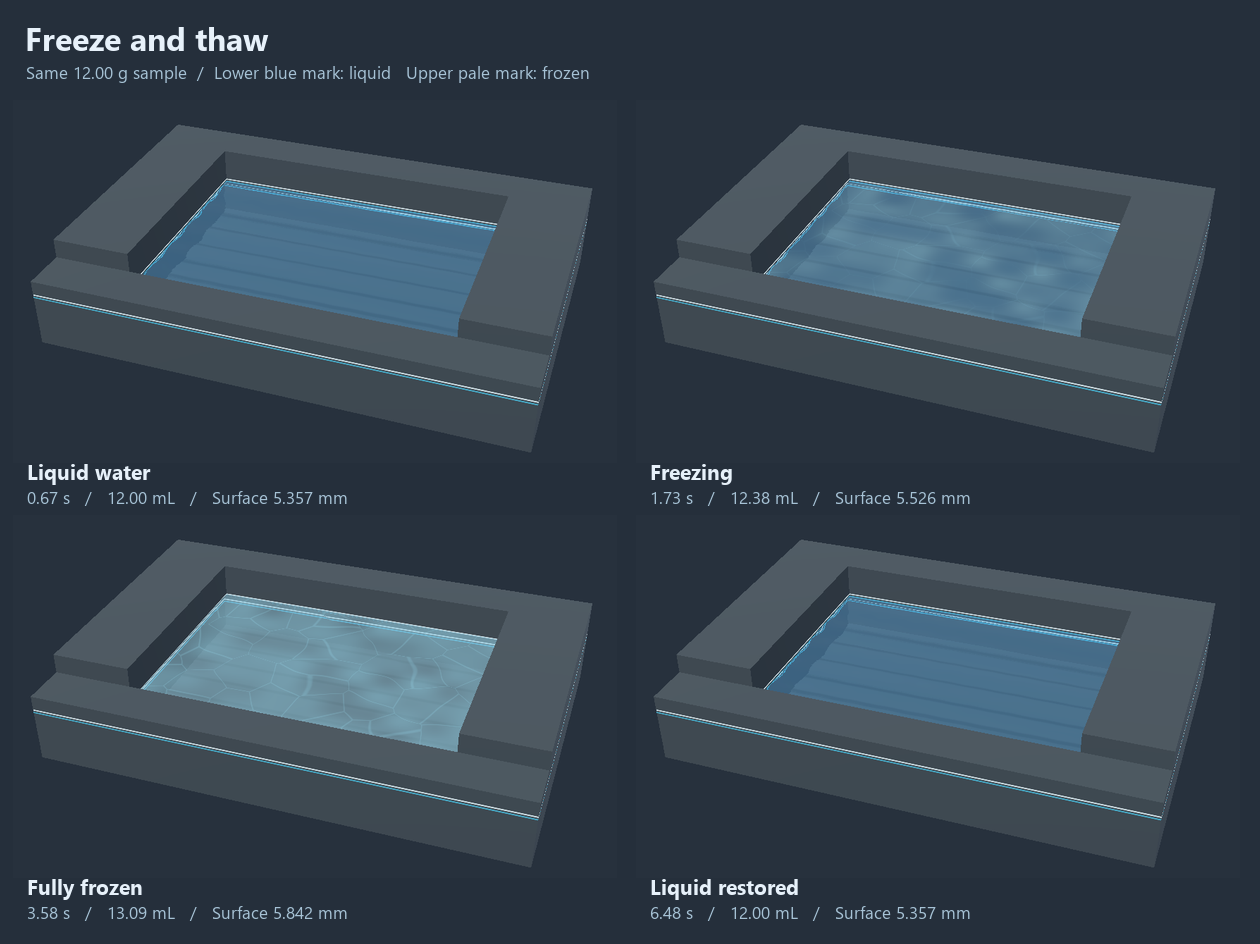 Freeze and thaw
Same 12.00 g sample / Lower blue mark: liquid Upper pale mark: frozen
Liquid water
0.67 s / 12.00 mL / Surface 5.357 mm
Freezing
1.73 s / 12.38 mL / Surface 5.526 mm
Fully frozen
3.58 s / 13.09 mL / Surface 5.842 mm
Liquid restored
6.48 s / 12.00 mL / Surface 5.357 mm